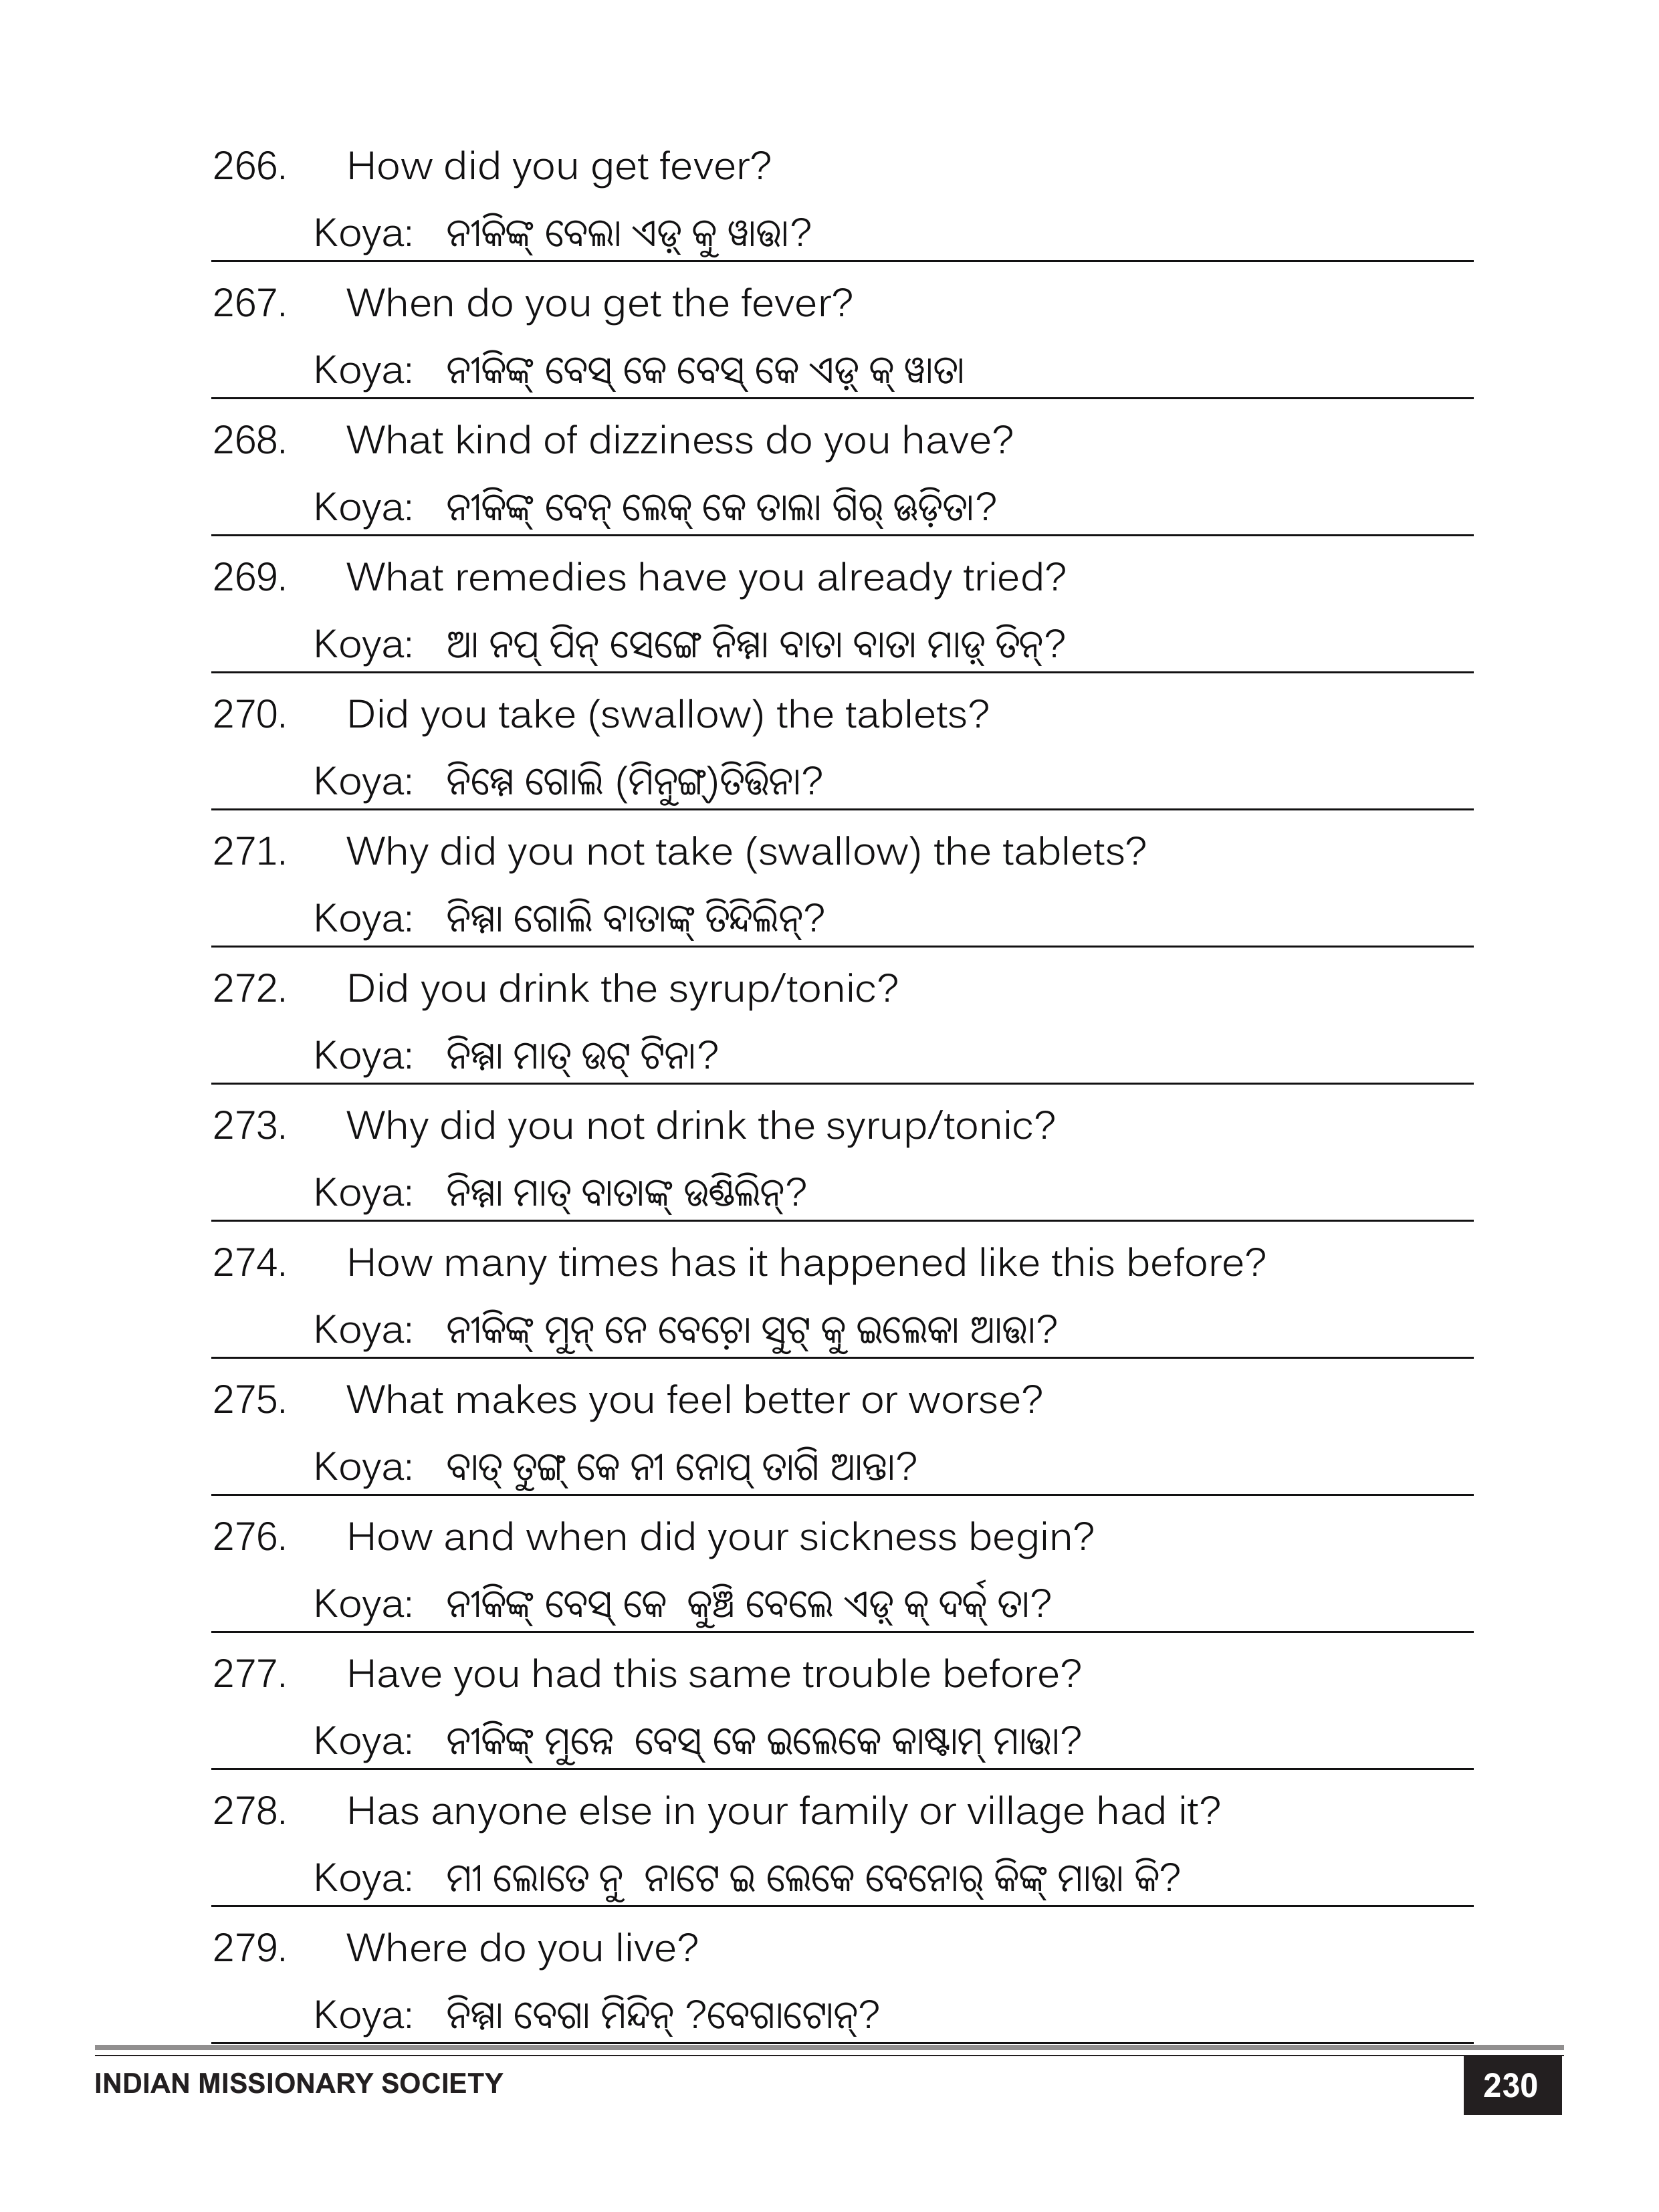 266. How did you get fever?
Koya: ନୀକିଙ୍କ୍ ବେଲା ଏଡ଼୍ କୁ ୱାତ୍ତା?
267. When do you get the fever?
Koya: ନୀକିଙ୍କ୍ ବେସ୍ କେ ବେସ୍ କେ ଏଡ଼୍ କ୍ ୱାତା
268. What kind of dizziness do you have?
Koya: ନୀକିଙ୍କ୍ ବେନ୍ ଲେକ୍ କେ ତାଲା ଗିର୍ ଊଡ଼ିତା?
269. What remedies have you already tried?
Koya: ଆ ନପ୍ ପିନ୍ ସେଙ୍ଗେ ନିମ୍ମା ବାତା ବାତା ମାଡ଼୍ ତିନ୍?
270. Did you take (swallow) the tablets?
Koya: ନିମ୍ମେ ଗୋଲି (ମିନୁଙ୍ଗ୍)ତିତ୍ତିନା?
271. Why did you not take (swallow) the tablets?
Koya: ନିମ୍ମା ଗୋଲି ବାତାଙ୍କ୍ ତିନ୍ଦିଲିନ୍?
272. Did you drink the syrup/tonic?
Koya: ନିମ୍ମା ମାତ୍ ଉଟ୍ ଟିନା?
273. Why did you not drink the syrup/tonic?
Koya: ନିମ୍ମା ମାତ୍ ବାତାଙ୍କ୍ ଉଣ୍ଡିଲିନ୍?
274. How many times has it happened like this before?
Koya: ନୀକିଙ୍କ୍ ମୁନ୍ ନେ ବେଚ଼ୋ ସୁଟ୍ କୁ ଇଲେକା ଆତ୍ତା?
275. What makes you feel better or worse?
Koya: ବାତ୍ ତୁଙ୍ଗ୍ କେ ନୀ ନୋପ୍ ତାଗି ଆନ୍ତା?
276. How and when did your sickness begin?
Koya: ନୀକିଙ୍କ୍ ବେସ୍ କେ କୁଞ୍ଚି ବେଲେ ଏଡ଼୍ କ୍ ଦର୍କ୍ ତା?
277. Have you had this same trouble before?
Koya: ନୀକିଙ୍କ୍ ମୁନ୍ନେ ବେସ୍ କେ ଇଲେକେ କାଷ୍ଟାମ୍ ମାତ୍ତା?
278. Has anyone else in your family or village had it?
Koya: ମୀ ଲୋତେ ନୁ ନାଟେ ଇ ଲେକେ ବେନୋର୍ କିଙ୍କ୍ ମାତ୍ତା କି?
279. Where do you live?
Koya: ନିମ୍ମା ବେଗା ମିନ୍ଦିନ୍ ?ବେଗାଟୋନ୍?
INDIAN MISSIONARY SOCIETY
230